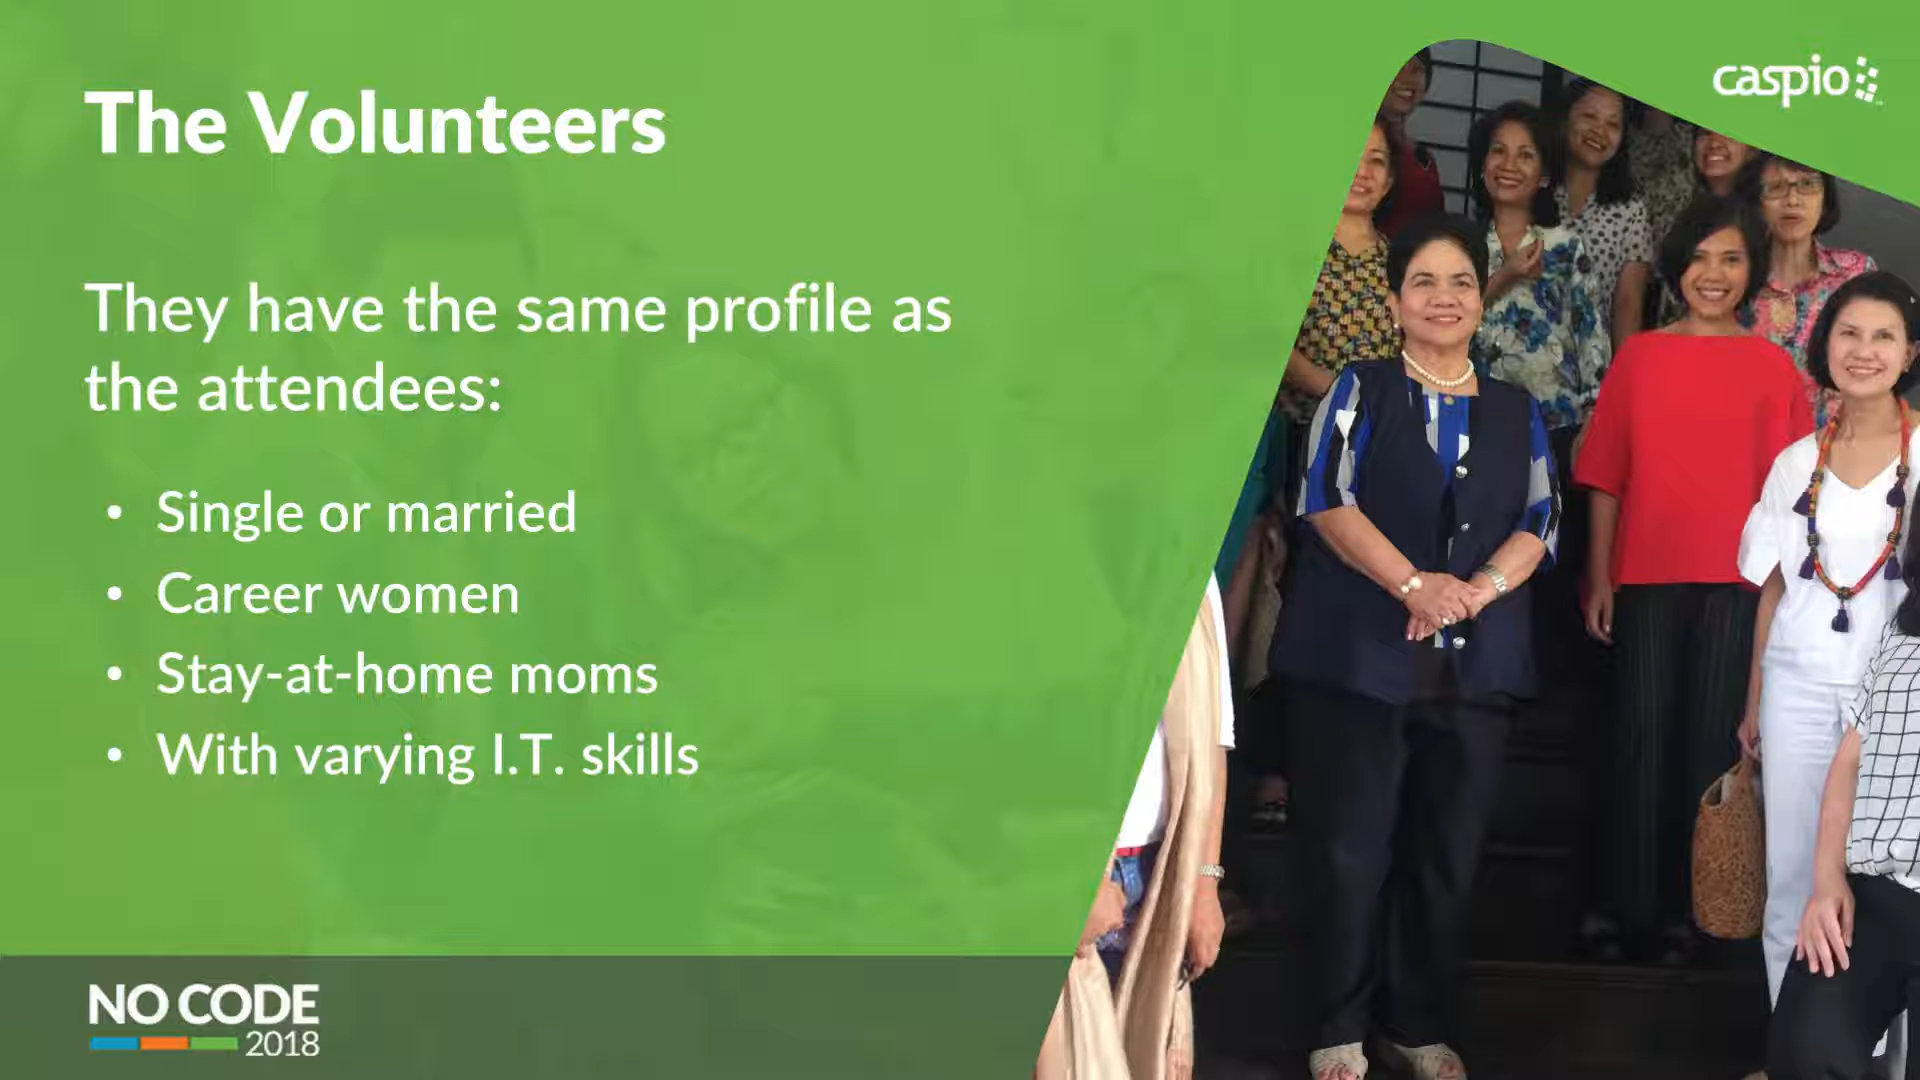 The Volunteers
caspio
They have the same profile as
the attendees:
• Single or married
• Career women
• Stay-at-home moms
• With varying I.T. skills
NO CODE
2018